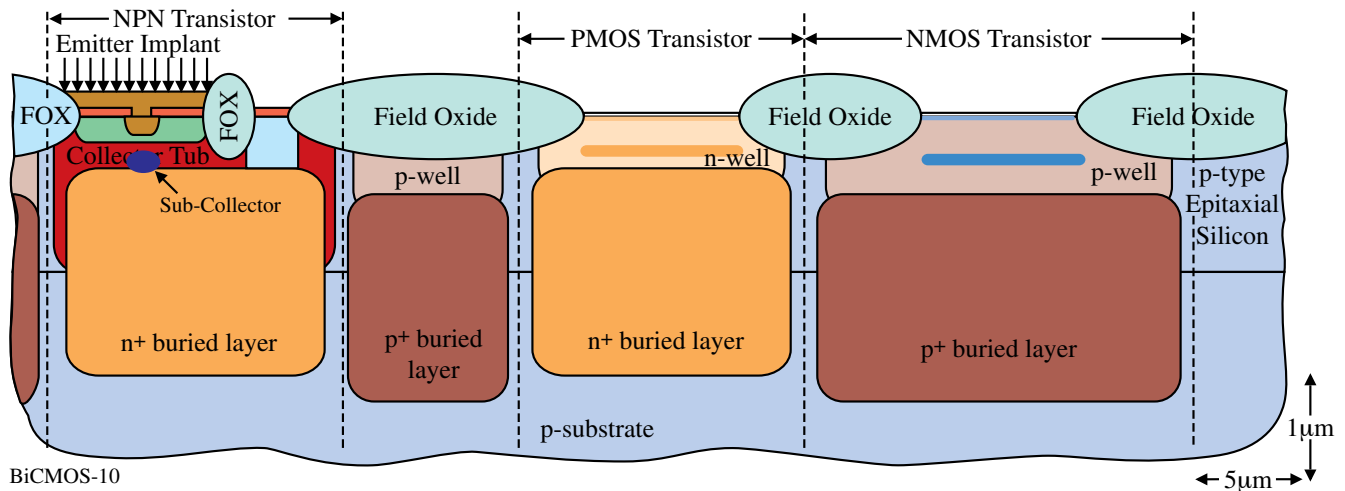 NPN Transistor
Emitter Implant
PMOS Transistor
NMOS Transistor
FOX
FOX
Field Oxide
Field Oxide
Field Oxide
Collector Tub
Sub-Collector
p-well
n-well
p-well
p-type
Epitaxial
Silicon
n+ buried layer
p+ buried
layer
n+ buried layer
p+ buried layer
p-substrate
1μm
5μm
BiCMOS-10